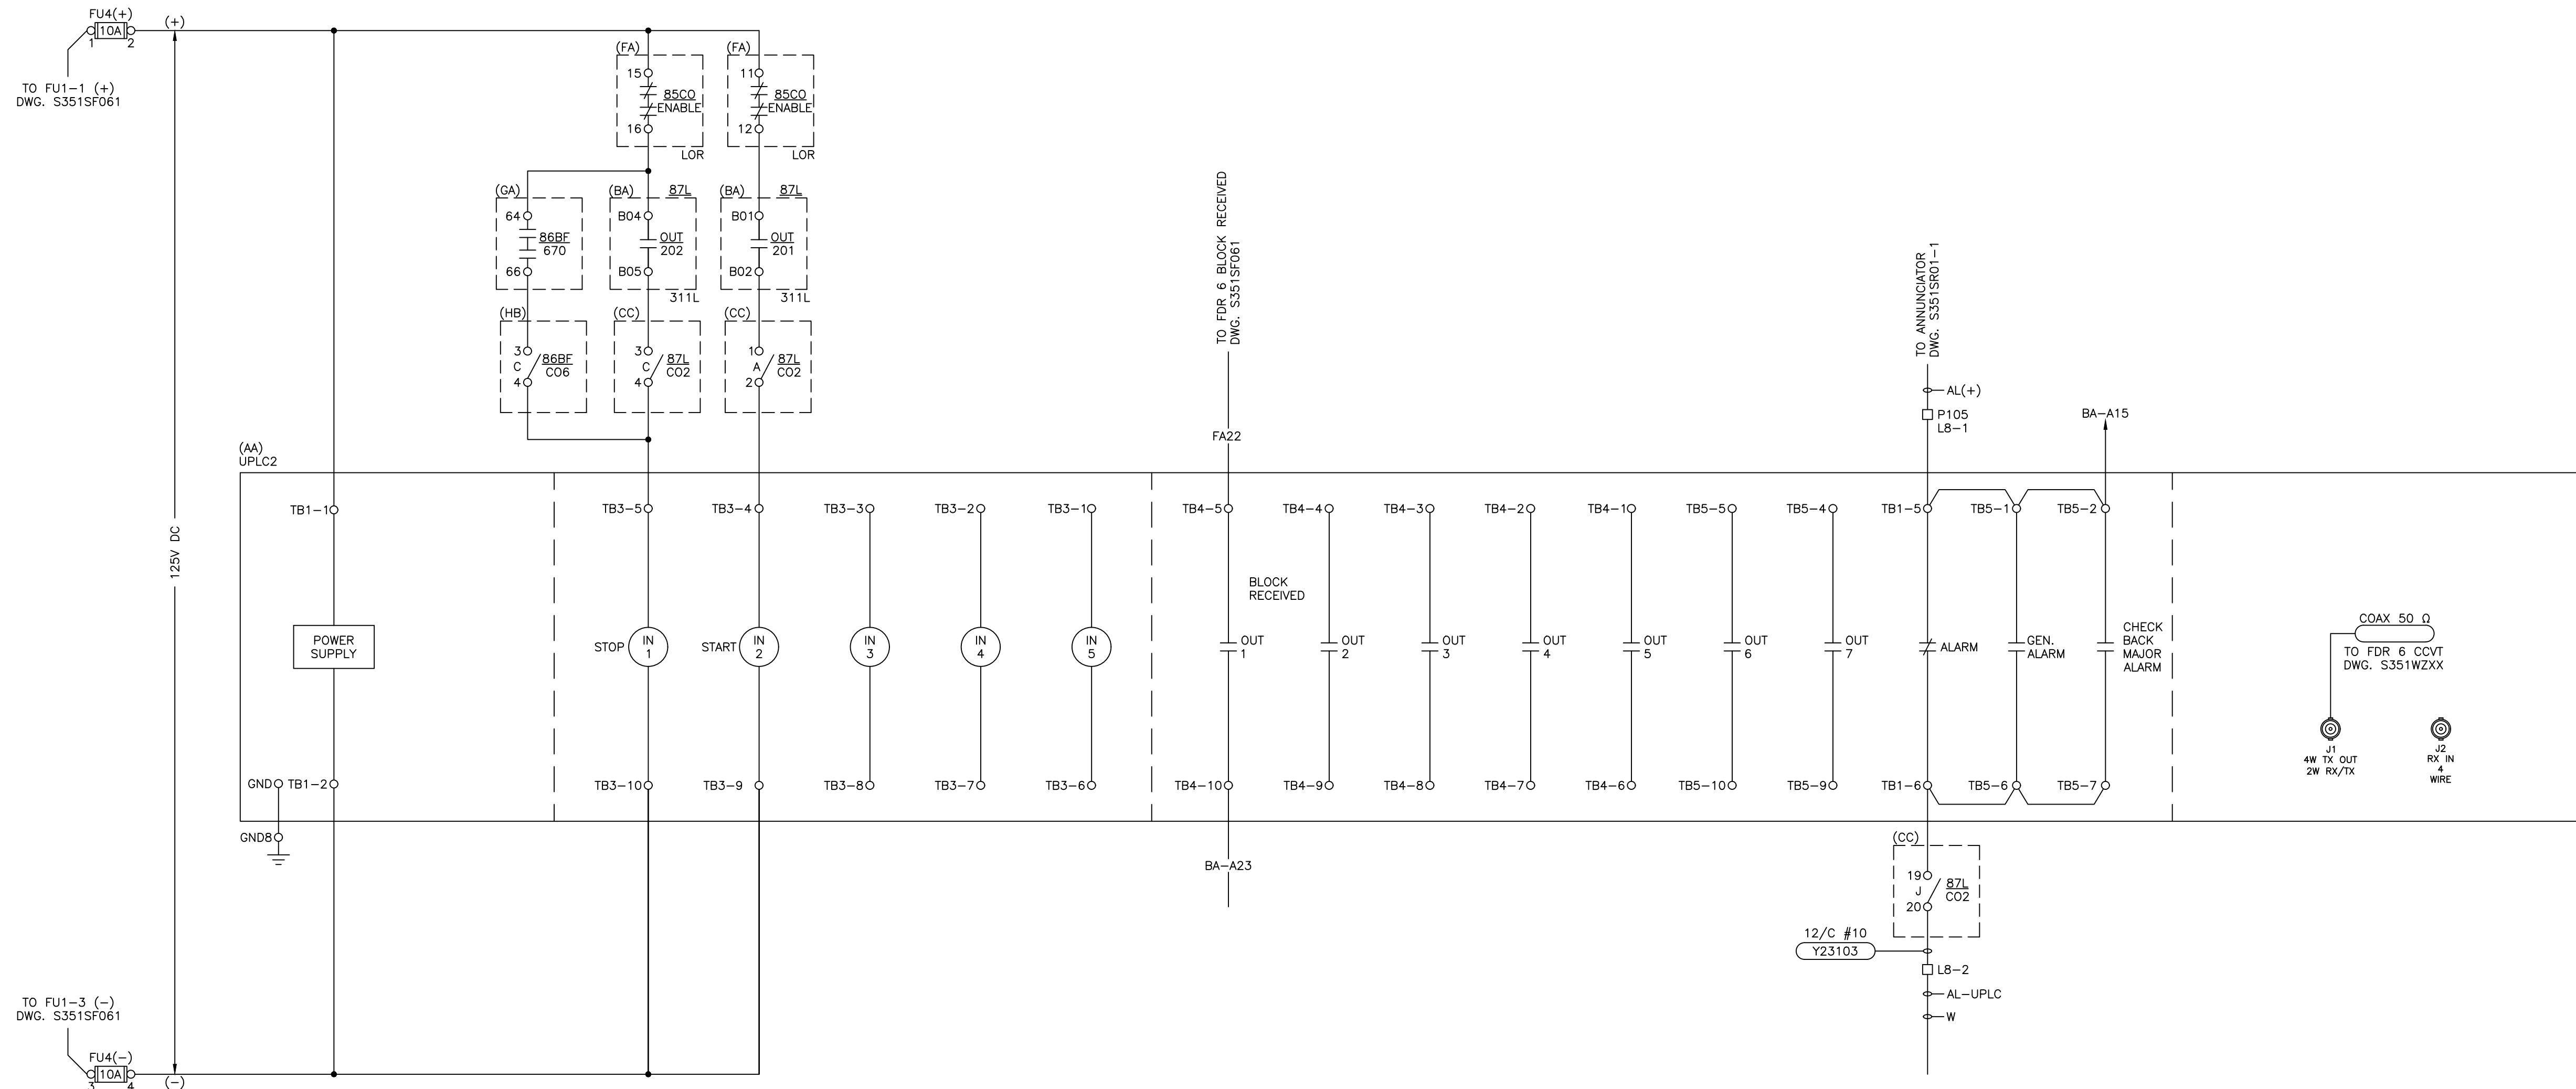 FU4(+)
10A
1
2
(+)
TO FU1-1 (+)
DWG. S351SF061
125V DC
TO FU1-3 (-)
DWG. S351SF061
FU4(-)
10A
3
4
(-)
(FA)
15
85CO
ENABLE
16
LOR
(FA)
11
85CO
ENABLE
12
LOR
(GA)
64
86BF
670
66
(BA)
87L
B04
OUT
202
B05
311L
(BA)
87L
B01
OUT
201
B02
311L
(HB)
3
C
4
86BF
CO6
(CC)
3
C
4
87L
CO2
(CC)
1
A
2
87L
CO2
TO FDR 6 BLOCK RECEIVED
DWG. S351SF061
FA22
TO ANNUNCIATOR
DWG. S351SR01-1
AL(+)
P105
L8-1
BA-A15
(AA)
UPLC2
TB1-1
TB3-5
TB3-4
TB3-3
TB3-2
TB3-1
TB4-5
TB4-4
TB4-3
TB4-2
TB4-1
TB5-5
TB5-4
TB1-5
TB5-1
TB5-2
BLOCK
RECEIVED
POWER
SUPPLY
STOP
IN
1
START
IN
2
IN
3
IN
4
IN
5
OUT
1
OUT
2
OUT
3
OUT
4
OUT
5
OUT
6
OUT
7
ALARM
GEN.
ALARM
CHECK
BACK
MAJOR
ALARM
COAX 50 Ω
TO FDR 6 CCVT
DWG. S351WZXX
J1
4W TX OUT
2W RX/TX
J2
RX IN
4
WIRE
GND
TB1-2
TB3-10
TB3-9
TB3-8
TB3-7
TB3-6
TB4-10
TB4-9
TB4-8
TB4-7
TB4-6
TB5-10
TB5-9
TB1-6
TB5-6
TB5-7
GND8
BA-A23
(CC)
19
J
20
87L
CO2
12/C #10
Y23103
L8-2
AL-UPLC
W